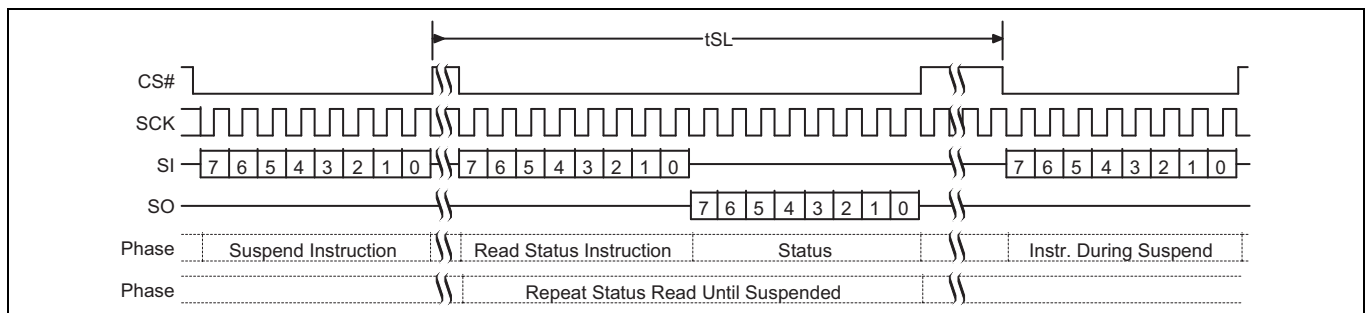 tSL
CS#
SCK
SI 7 6 5 4 3 2 1 0 7 6 5 4 3 2 1 0 7 6 5 4 3 2 1 0
SO 7 6 5 4 3 2 1 0
Phase Suspend Instruction Read Status Instruction Status Instr. During Suspend
Phase Repeat Status Read Until Suspended